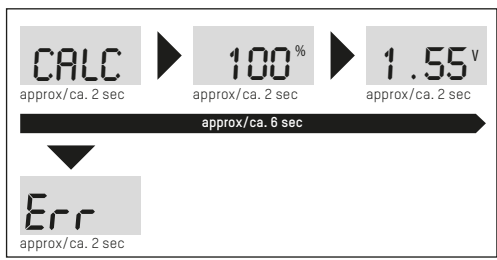 CALC 100% 1.55V
approx/ca. 2 sec approx/ca. 2 sec approx/ca. 2 sec
approx/ca. 6 sec
Err
approx/ca. 2 sec